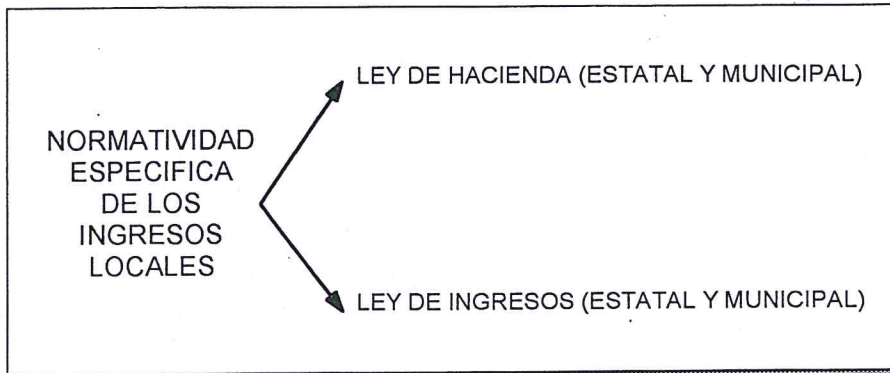 LEY DE HACIENDA (ESTATAL Y MUNICIPAL)
NORMATIVIDAD
ESPECIFICA
DE LOS
INGRESOS
LOCALES
LEY DE INGRESOS (ESTATAL Y MUNICIPAL)